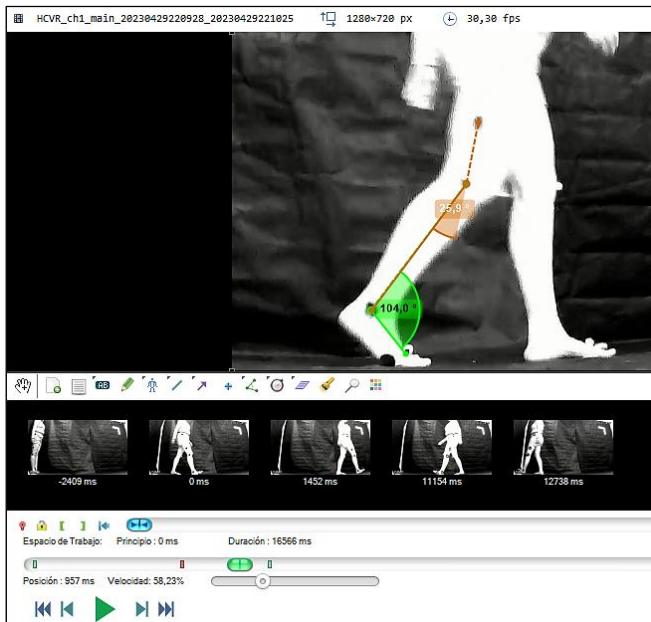 HCVR_ch1_main_20230429220928_20230429221025 1280×720 px 30,30 fps
25,9 °
104,0 °
AB
-2409 ms 0 ms 1452 ms 11154 ms 12738 ms
Espacio de Trabajo: Principio : 0 ms Duración : 16566 ms
Posición : 957 ms Velocidad: 58,23%